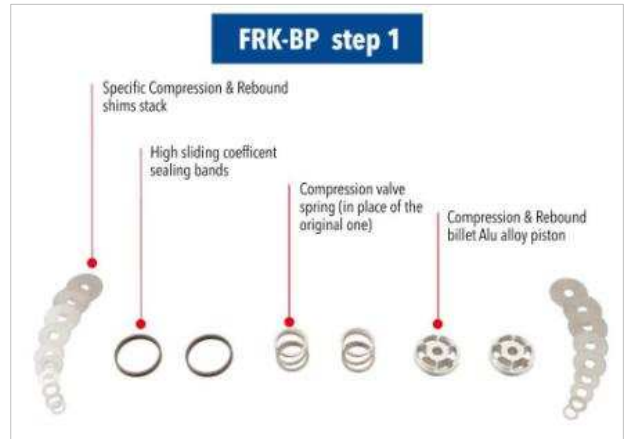 FRK-BP step 1
Specific Compression & Rebound
shims stack
High sliding coefficent
sealing bands
Compression valve
spring (in place of the
original one)
Compression & Rebound
billet Alu alloy piston